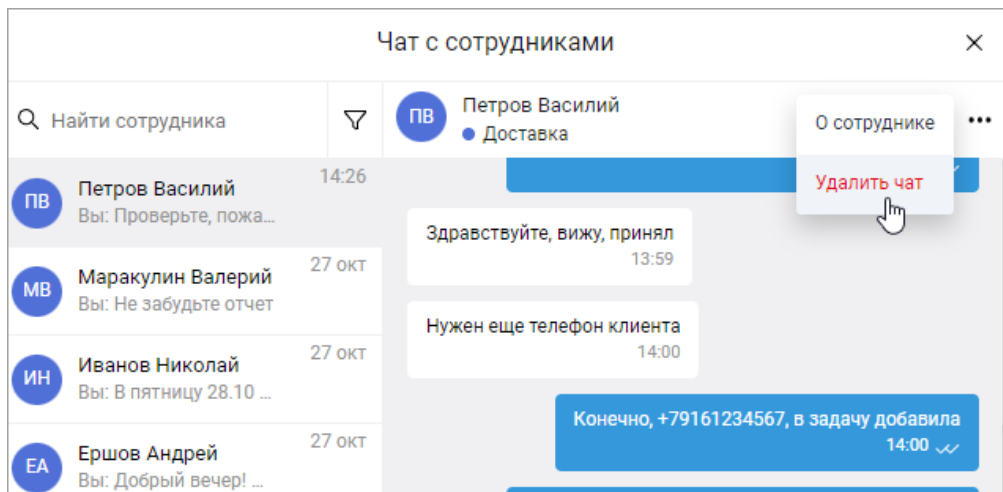 Чат с сотрудниками
Найти сотрудника
ПВ
Петров Василий
Доставка
О сотруднике
Удалить чат
ПВ
Петров Василий
14:26
Вы: Проверьте, пожа...
МВ
Маракулин Валерий
27 окт
Вы: Не забудьте отчет
ИН
Иванов Николай
27 окт
Вы: В пятницу 28.10 ...
ЕА
Ершов Андрей
27 окт
Вы: Добрый вечер! ...
Здравствуйте, вижу, принял
13:59
Нужен еще телефон клиента
14:00
Конечно, +79161234567, в задачу добавила
14:00